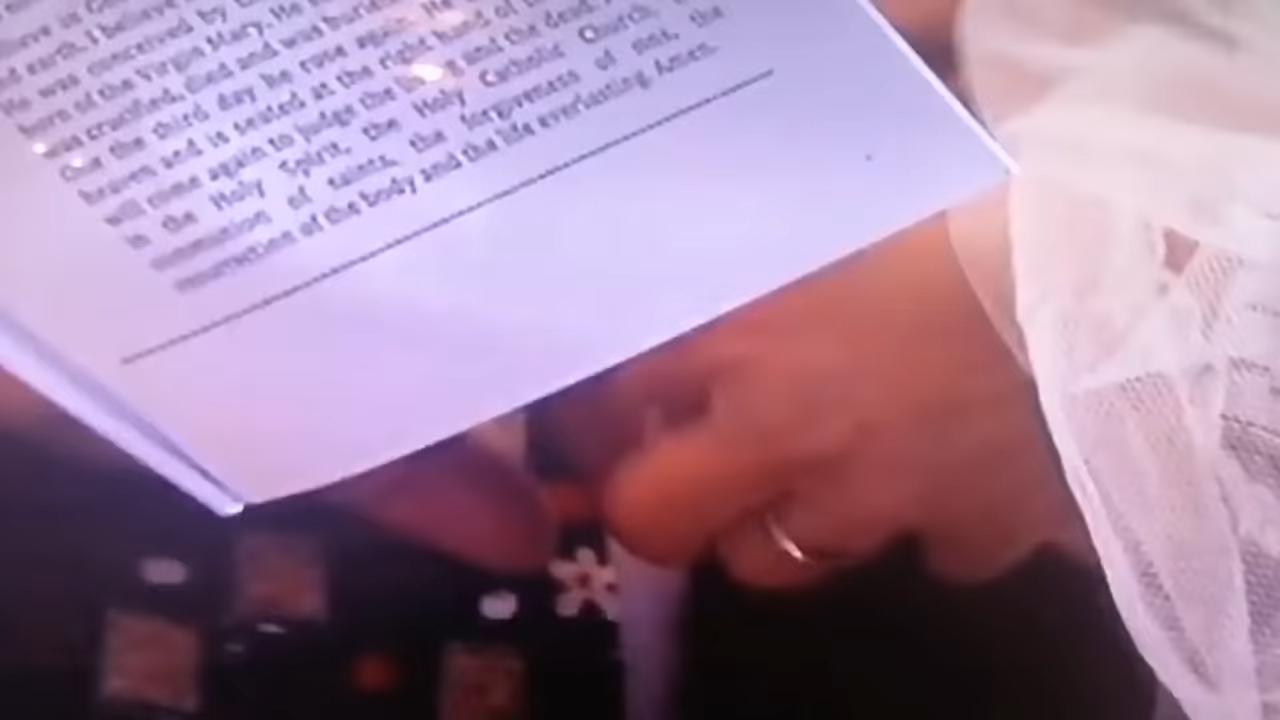 earth. I believe
He was conceived by
born of the Virgin Mary. He
was crucified, died and was buried. He
the third day he rose
heaven and is seated at the right hand of
will come again to judge the and the dead.
in the Holy Spirit, the Holy Catholic Church,
communion of saints, the forgiveness of sins, the
resurrection of the body and the life everlasting. Amen.